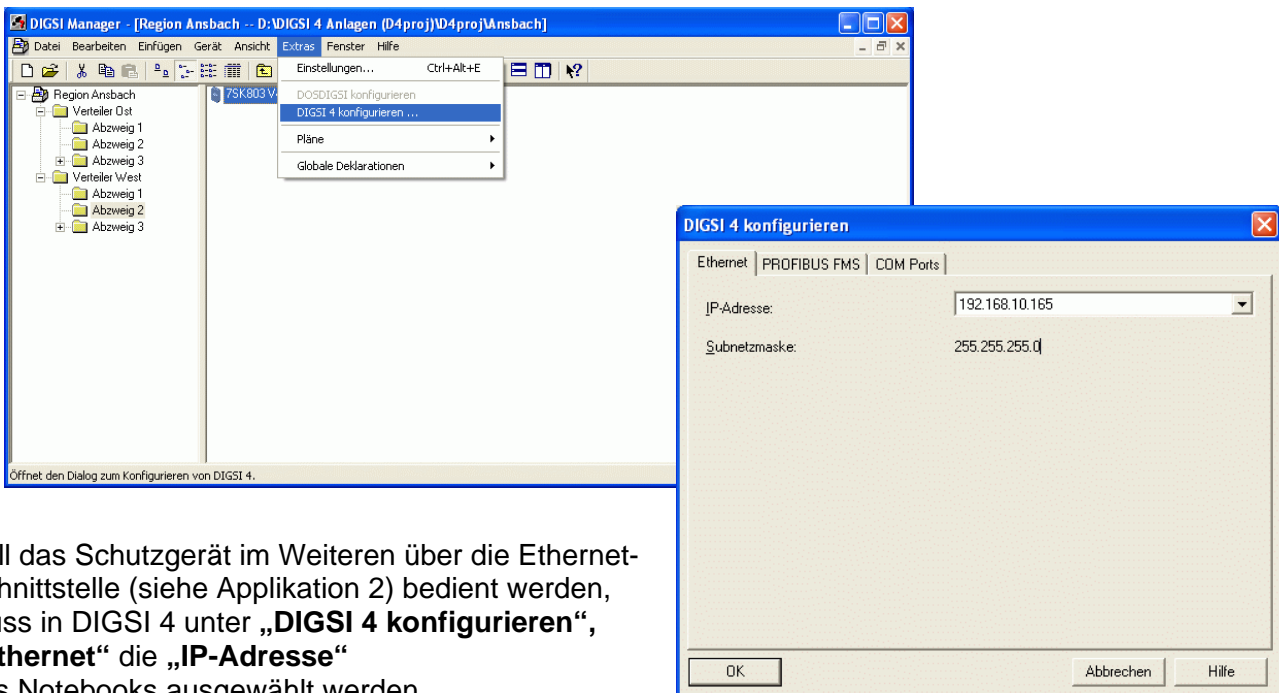 DIGSI Manager - [Region Ansbach -- D:\DIGSI 4 Anlagen (D4proj)\D4proj\Ansbach]
Datei Bearbeiten Einfügen Gerät Ansicht Extras Fenster Hilfe
Einstellungen... Ctrl+Alt+E
DOSDIGSI konfigurieren
DIGSI 4 konfigurieren ...
Pläne
Globale Deklarationen
Region Ansbach
Verteiler Ost
Abzweig 1
Abzweig 2
Abzweig 3
Verteiler West
Abzweig 1
Abzweig 2
Abzweig 3
7SK803 V
Öffnet den Dialog zum Konfigurieren von DIGSI 4.
DIGSI 4 konfigurieren
Ethernet PROFIBUS FMS COM Ports
IP-Adresse: 192.168.10.165
Subnetzmaske: 255.255.255.0
OK Abbrechen Hilfe
ll das Schutzgerät im Weiteren über die Ethernet-
hnittstelle (siehe Applikation 2) bedient werden,
uss in DIGSI 4 unter „DIGSI 4 konfigurieren“,
thernet“ die „IP-Adresse“
s Notebooks ausgewählt werden